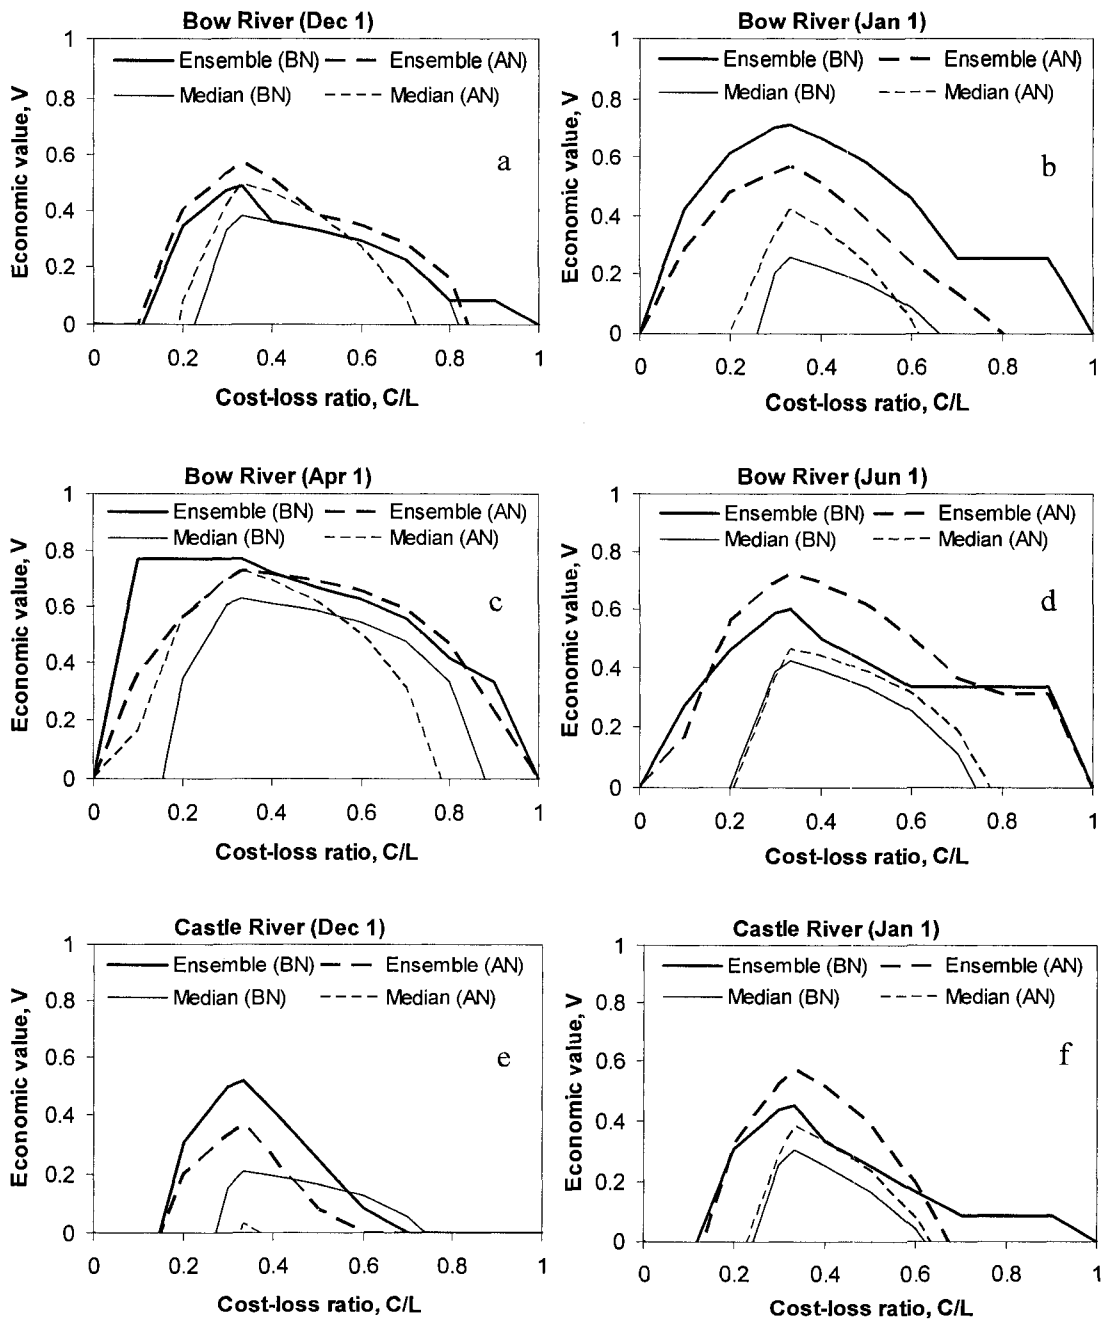 Bow River (Dec 1)
Ensemble (BN)
Ensemble (AN)
Median (BN)
Median (AN)
a
1
0.8
0.6
0.4
0.2
0
0
0.2
0.4
0.6
0.8
1
Economic value, V
Cost-loss ratio, C/L
Bow River (Jan 1)
Ensemble (BN)
Ensemble (AN)
Median (BN)
Median (AN)
b
1
0.8
0.6
0.4
0.2
0
0
0.2
0.4
0.6
0.8
1
Economic value, V
Cost-loss ratio, C/L
Bow River (Apr 1)
Ensemble (BN)
Ensemble (AN)
Median (BN)
Median (AN)
c
1
0.8
0.6
0.4
0.2
0
0
0.2
0.4
0.6
0.8
1
Economic value, V
Cost-loss ratio, C/L
Bow River (Jun 1)
Ensemble (BN)
Ensemble (AN)
Median (BN)
Median (AN)
d
1
0.8
0.6
0.4
0.2
0
0
0.2
0.4
0.6
0.8
1
Economic value, V
Cost-loss ratio, C/L
Castle River (Dec 1)
Ensemble (BN)
Ensemble (AN)
Median (BN)
Median (AN)
e
1
0.8
0.6
0.4
0.2
0
0
0.2
0.4
0.6
0.8
1
Economic value, V
Cost-loss ratio, C/L
Castle River (Jan 1)
Ensemble (BN)
Ensemble (AN)
Median (BN)
Median (AN)
f
1
0.8
0.6
0.4
0.2
0
0
0.2
0.4
0.6
0.8
1
Economic value, V
Cost-loss ratio, C/L